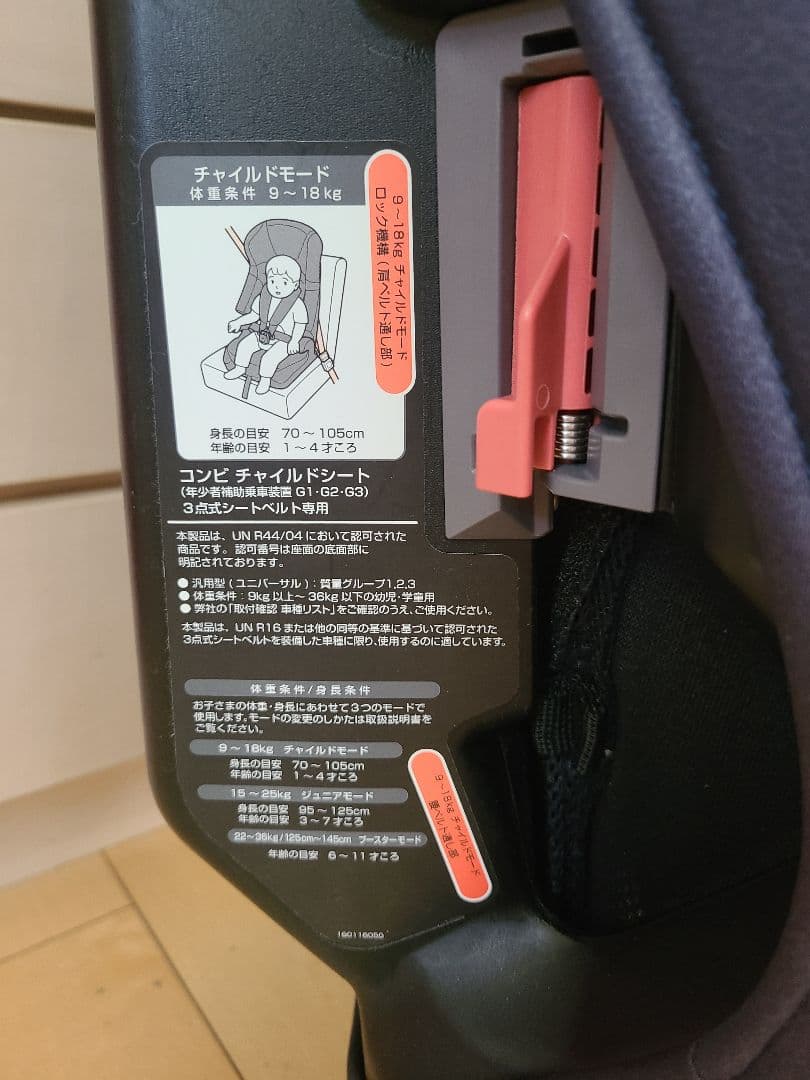 チャイルドモード
体重条件 9～18kg
9～18kg チャイルドモード
ロック機構(肩ベルト通し部)
身長の目安 70～105cm
年齢の目安 1～4才ころ
コンビ チャイルドシート
(年少者補助乗車装置 G1・G2・G3)
3点式シートベルト専用
本製品は、UN R44/04 において認可された
商品です。認可番号は座面の底面部に
明記されております。
● 汎用型(ユニバーサル):質量グループ1,2,3
● 体重条件:9kg以上～36kg以下の幼児・学童用
● 弊社の「取付確認 車種リスト」をご確認のうえ、ご使用ください。
本製品は、UN R16 または他の同等の基準に基づいて認可された
3点式シートベルトを装備した車種に限り、使用するのに適しています。
体重条件/身長条件
お子さまの体重・身長にあわせて3つのモードで
使用します。モードの変更のしかたは取扱説明書を
ご覧ください。
9～18kg チャイルドモード
身長の目安 70～105cm
年齢の目安 1～4才ころ
15～25kg ジュニアモード
身長の目安 95～125cm
年齢の目安 3～7才ころ
22～36kg/125cm～145cm ブースターモード
年齢の目安 6～11才ころ
9～18kg チャイルドモード
腰ベルト通し部
190116050